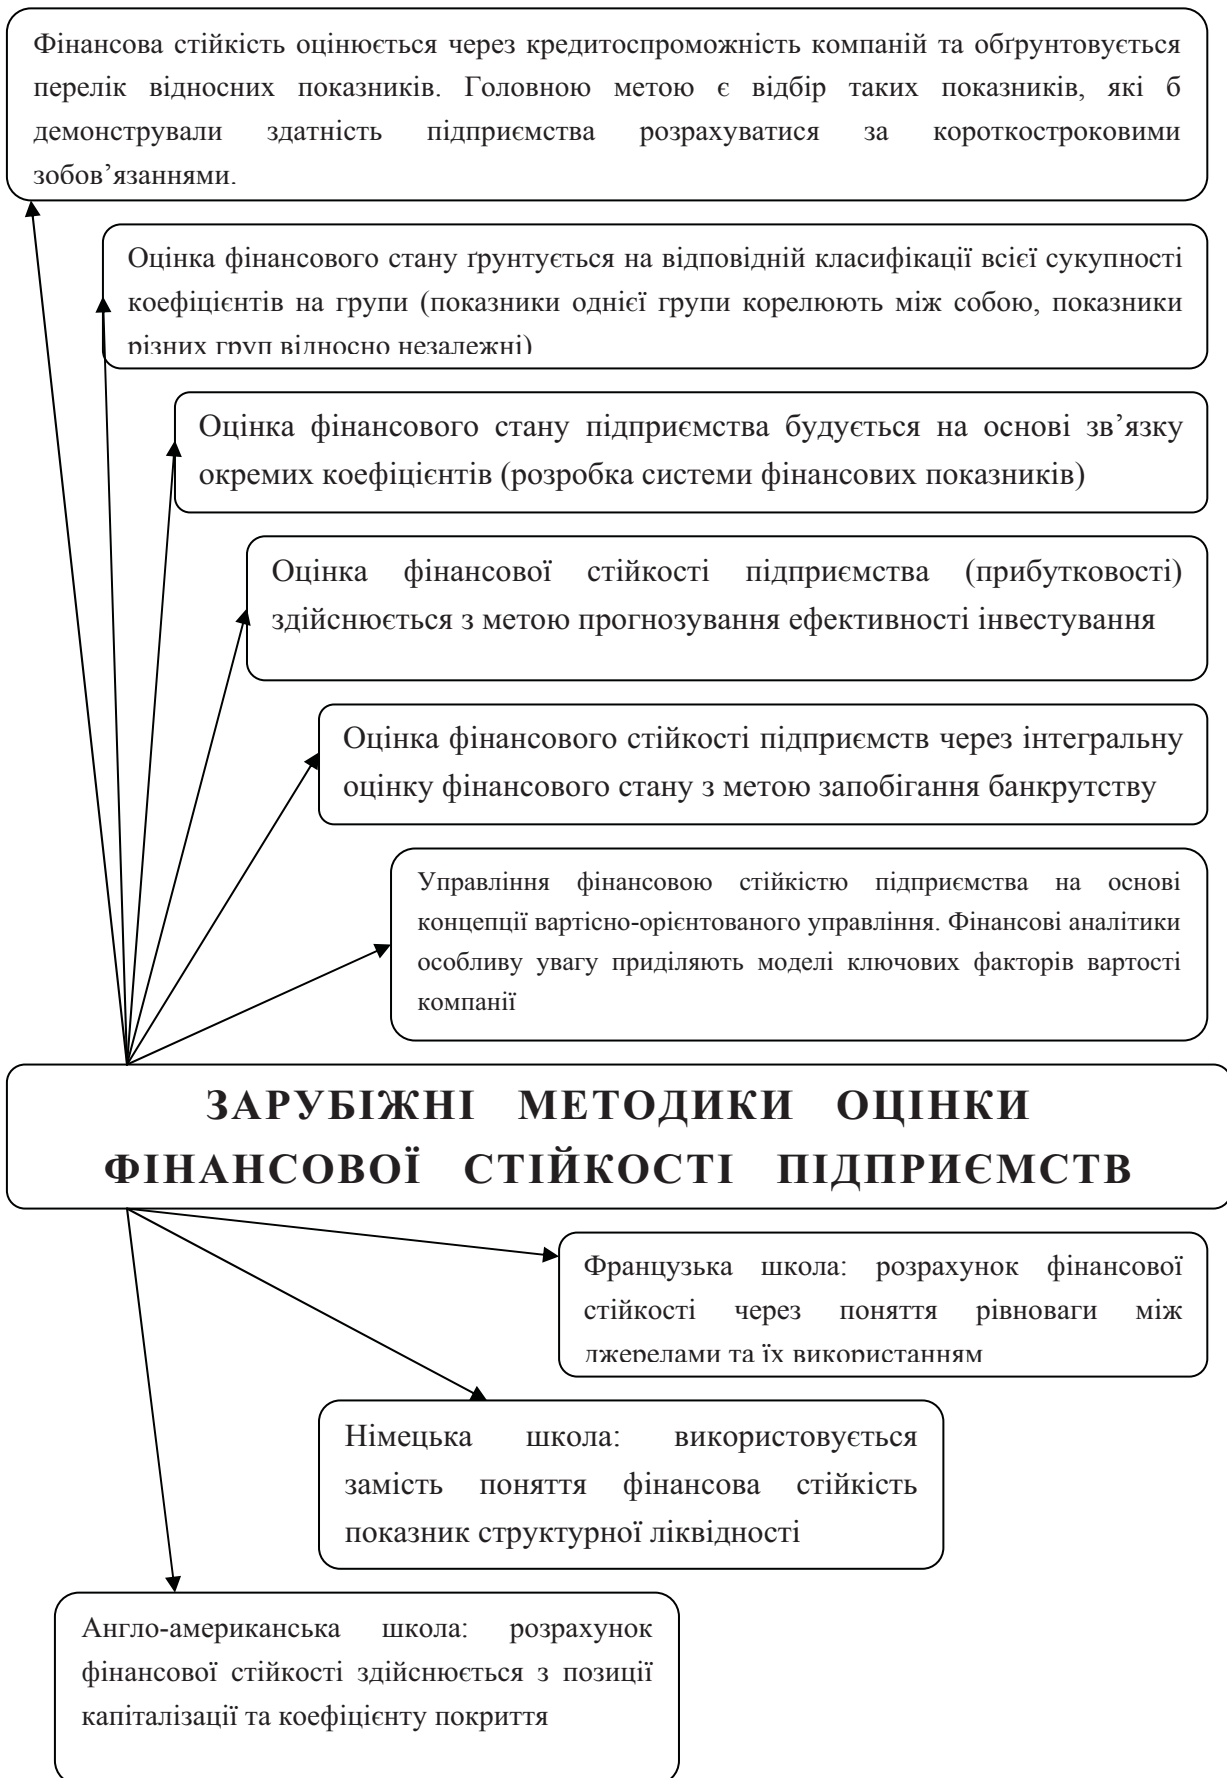 Фінансова стійкість оцінюється через кредитоспроможність компаній та обґрунтовується
перелік відносних показників. Головною метою є відбір таких показників, які б
демонстрували здатність підприємства розрахуватися за короткостроковими
зобов’язаннями.
Оцінка фінансового стану ґрунтується на відповідній класифікації всієї сукупності
коефіцієнтів на групи (показники однієї групи корелюють між собою, показники
різних груп відносно незалежні)
Оцінка фінансового стану підприємства будується на основі зв’язку
окремих коефіцієнтів (розробка системи фінансових показників)
Оцінка фінансової стійкості підприємства (прибутковості)
здійснюється з метою прогнозування ефективності інвестування
Оцінка фінансового стійкості підприємств через інтегральну
оцінку фінансового стану з метою запобігання банкрутству
Управління фінансовою стійкістю підприємства на основі
концепції вартісно-орієнтованого управління. Фінансові аналітики
особливу увагу приділяють моделі ключових факторів вартості
компанії
ЗАРУБІЖНІ МЕТОДИКИ ОЦІНКИ
ФІНАНСОВОЇ СТІЙКОСТІ ПІДПРИЄМСТВ
Французька школа: розрахунок фінансової
стійкості через поняття рівноваги між
джерелами та їх використанням
Німецька школа: використовується
замість поняття фінансова стійкість
показник структурної ліквідності
Англо-американська школа: розрахунок
фінансової стійкості здійснюється з позиції
капіталізації та коефіцієнту покриття